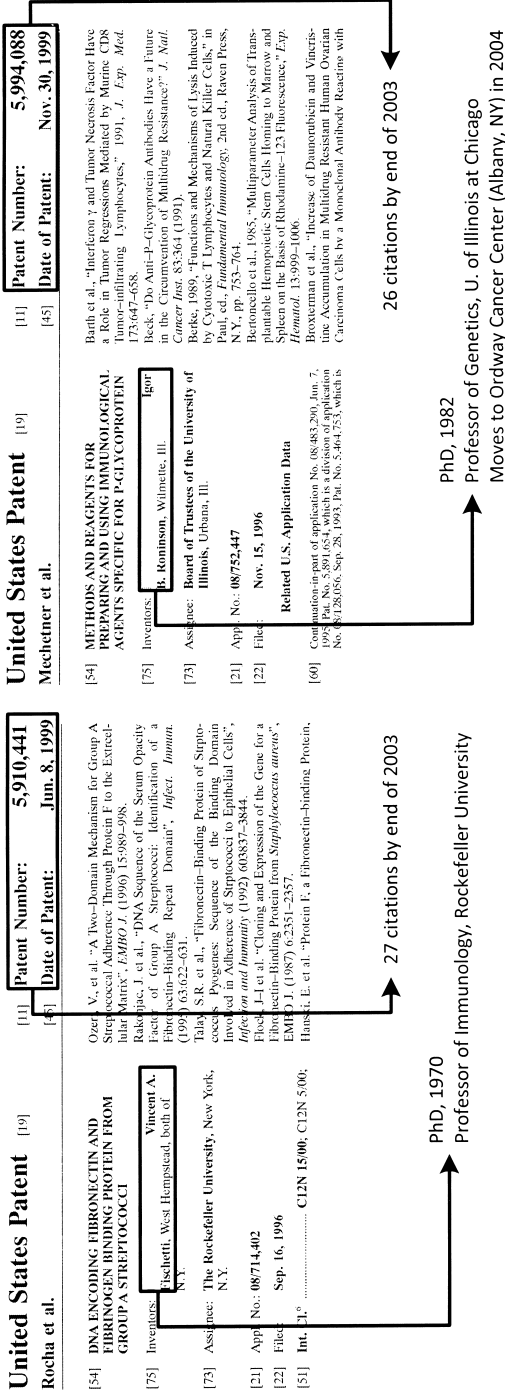 United States Patent [19]
Rocha et al.
[11] Patent Number: 5,910,441
[45] Date of Patent: Jun. 8, 1999
[54] DNA ENCODING FIBRONECTIN AND
FIBRINOGEN BINDING PROTEIN FROM
GROUP A STREPTOCOCCI
[75] Inventors: Vincent A.
Fischetti, West Hempstead, both of
N.Y.
[73] Assignee: The Rockefeller University, New York,
N.Y.
[21] Appl. No.: 08/714,402
[22] Filed: Sep. 16, 1996
[51] Int. Cl.6 ........................ C12N 15/00; C12N 5/00;
Ozeri, V., et al. “A Two–Domain Mechanism for Group A
Streptococcal Adherence Through Protein F to the Extracel-
lular Matrix”, EMBO J. (1996) 15:989–998.
Rakonjac, J. et al., “DNA Sequence of the Serum Opacity
Factor of Group A Streptococci: Identification of a
Fibronectin–Binding Repeat Domain”, Infect. Immun.
(1995) 63:622–631.
Talay, S.R. et al., “Fibronectin–Binding Protein of Strepto-
coccus Pyogenes: Sequence of the Binding Domain
Involved in Adherence of Streptococci to Epithelial Cells”,
Infection and Immunity (1992) 603837–3844.
Flock, J–I et al. “Cloning and Expression of the Gene for a
Fibronectin–Binding Protein from Staphylococcus aureus”,
EMBO J. (1987) 6:2351–2357.
Hanski, E. et al. “Protein F, a Fibronectin–binding Protein,
27 citations by end of 2003
PhD, 1970
Professor of Immunology, Rockefeller University
United States Patent [19]
Mechetner et al.
[11] Patent Number: 5,994,088
[45] Date of Patent: Nov. 30, 1999
[54] METHODS AND REAGENTS FOR
PREPARING AND USING IMMUNOLOGICAL
AGENTS SPECIFIC FOR P-GLYCOPROTEIN
[75] Inventors: Igor
B. Roninson, Wilmette, Ill.
[73] Assignee: Board of Trustees of the University of
Illinois, Urbana, Ill.
[21] Appl. No.: 08/752,447
[22] Filed: Nov. 15, 1996
Related U.S. Application Data
[60] Continuation-in-part of application No. 08/483,290, Jun. 7,
1995, Pat. No. 5,891,654, which is a division of application
No. 08/128,056, Sep. 28, 1993, Pat. No. 5,464,753, which is
Barth et al., “Interferon γ and Tumor Necrosis Factor Have
a Role in Tumor Regressions Mediated by Murine CD8
Tumor–infiltrating Lymphocytes,” 1991, J. Exp. Med.
173:647–658.
Beck, “Do Anti–P–Glycoprotein Antibodies Have a Future
in the Circumvention of Multidrug Resistance?” J. Natl.
Cancer Inst. 83:364 (1991).
Berke, 1989, “Functions and Mechanisms of Lysis Induced
by Cytotoxic T Lymphocytes and Natural Killer Cells,” in
Paul, ed., Fundamental Immunology, 2nd ed., Raven Press,
N.Y., pp. 753–764.
Bertoncello et al., 1985, “Multiparameter Analysis of Trans-
plantable Hemopoietic Stem Cells Homing to Marrow and
Spleen on the Basis of Rhodamine–123 Fluorescence,” Exp.
Hematol. 13:999–1006.
Broxterman et al., “Increase of Daunorubicin and Vincris-
tine Accumulation in Multidrug Resistant Human Ovarian
Carcinoma Cells by a Monoclonal Antibody Reactine with
26 citations by end of 2003
PhD, 1982
Professor of Genetics, U. of Illinois at Chicago
Moves to Ordway Cancer Center (Albany, NY) in 2004